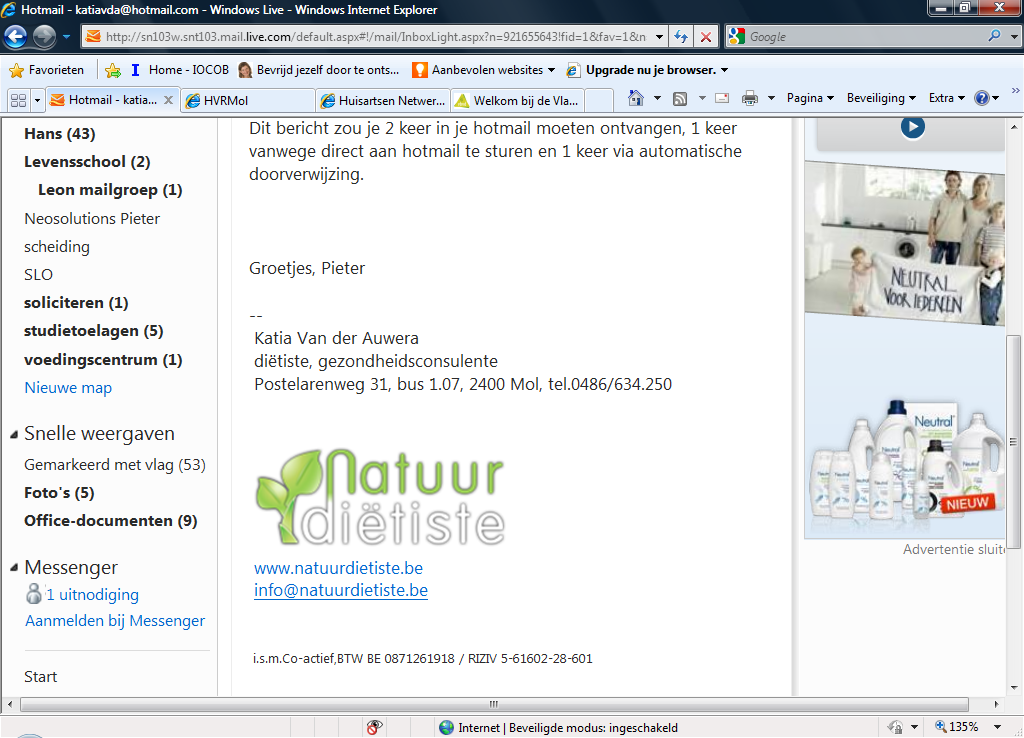 Hotmail - katiavda@hotmail.com - Windows Live - Windows Internet Explorer
http://sn103w.snt103.mail.live.com/default.aspx#!/mail/InboxLight.aspx?n=921655643!fid=1&fav=1&n
Google
Favorieten
Home - IOCOB
Bevrijd jezelf door te onts...
Aanbevolen websites
Upgrade nu je browser.
Hotmail - katia...
HVRMol
Huisartsen Netwer...
Welkom bij de Vla...
Pagina
Beveiliging
Extra
Hans (43)
Levensschool (2)
Leon mailgroep (1)
Neosolutions Pieter
scheiding
SLO
soliciteren (1)
studietoelagen (5)
voedingscentrum (1)
Nieuwe map
Snelle weergaven
Gemarkeerd met vlag (53)
Foto's (5)
Office-documenten (9)
Messenger
1 uitnodiging
Aanmelden bij Messenger
Start
Dit bericht zou je 2 keer in je hotmail moeten ontvangen, 1 keer
vanwege direct aan hotmail te sturen en 1 keer via automatische
doorverwijzing.
Groetjes, Pieter
--
Katia Van der Auwera
diëtiste, gezondheidsconsulente
Postelarenweg 31, bus 1.07, 2400 Mol, tel.0486/634.250
Natuur
diëtiste
www.natuurdietiste.be
info@natuurdietiste.be
i.s.m.Co-actief,BTW BE 0871261918 / RIZIV 5-61602-28-601
NEUTRAL
VOOR IEDEREEN
Neutral
NIEUW
Advertentie sluite
Internet | Beveiligde modus: ingeschakeld
135%